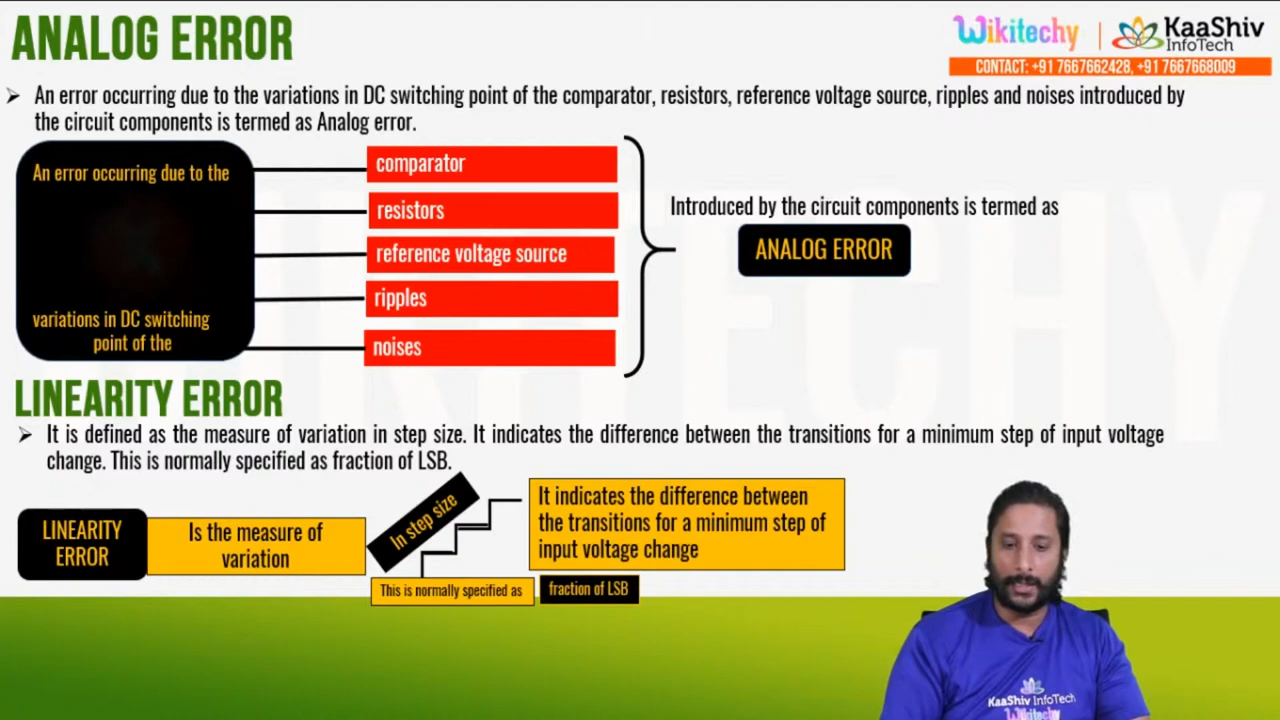 ANALOG ERROR
Wikitechy
KaaShiv
InfoTech
CONTACT: +91 7667662428, +91 7667668009
➢ An error occurring due to the variations in DC switching point of the comparator, resistors, reference voltage source, ripples and noises introduced by
the circuit components is termed as Analog error.
An error occurring due to the
variations in DC switching
point of the
comparator
resistors
reference voltage source
ripples
noises
Introduced by the circuit components is termed as
ANALOG ERROR
LINEARITY ERROR
➢ It is defined as the measure of variation in step size. It indicates the difference between the transitions for a minimum step of input voltage
change. This is normally specified as fraction of LSB.
LINEARITY
ERROR
Is the measure of
variation
In step size
It indicates the difference between
the transitions for a minimum step of
input voltage change
This is normally specified as
fraction of LSB
KaaShiv InfoTech
Wikitechy